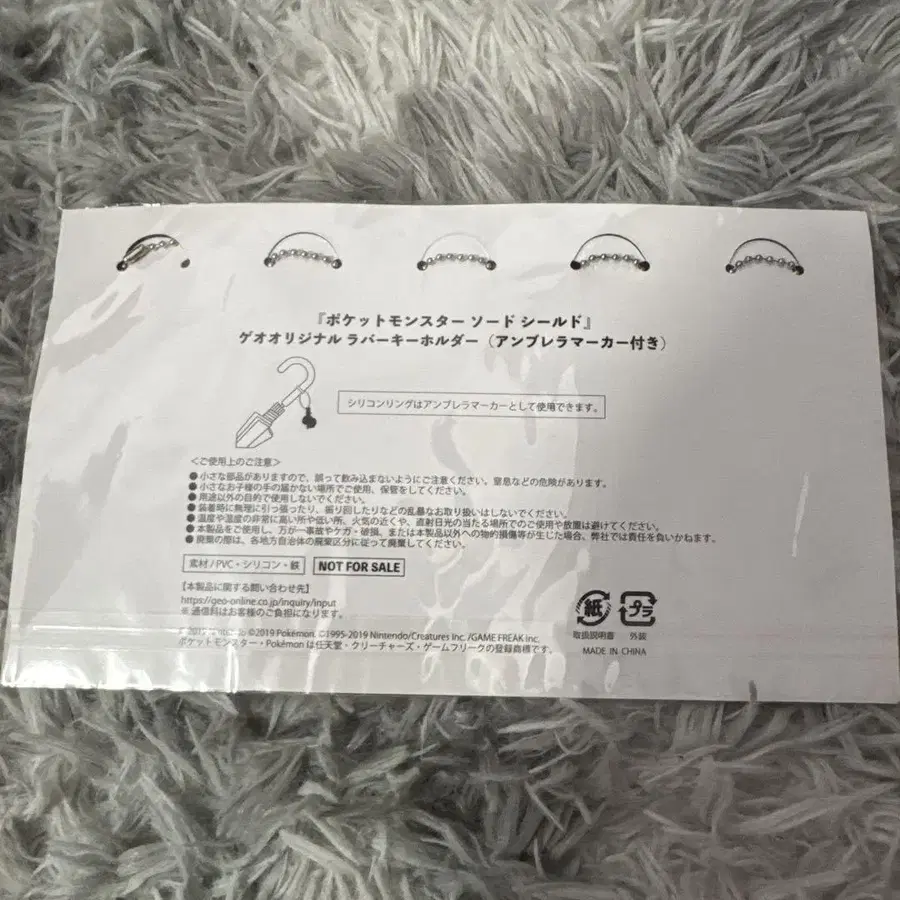 『ポケットモンスター ソード シールド』
ゲオオリジナル ラバーキーホルダー（アンブレラマーカー付き）
シリコンリングはアンブレラマーカーとして使用できます。
＜ご使用上のご注意＞
●小さな部品がありますので、誤って飲み込まないようにご注意ください。窒息などの危険があります。
●小さなお子様の手の届かない場所でご使用、保管をしてください。
●用途以外の目的で使用しないでください。
●装着時に無理に引っ張ったり、振り回したりなどの乱暴なお取り扱いはしないでください。
●温度や湿度の非常に高い所や低い所、火気の近くや、直射日光の当たる場所でのご使用や放置は避けてください。
●本製品をご使用し、万が一事故やケガ・破損、または本製品以外への物的損傷等が生じた場合、弊社では責任を負いかねます。
●廃棄の際は、各地方自治体の廃棄区分に従って廃棄してください。
素材/PVC・シリコン・鉄 NOT FOR SALE
【本製品に関する問い合わせ先】
https://geo-online.co.jp/inquiry/input
※通信料はお客様のご負担になります。
©2019 Pokémon. ©1995-2019 Nintendo/Creatures Inc. /GAME FREAK inc.
ポケットモンスター・Pokémon は任天堂・クリーチャーズ・ゲームフリークの登録商標です。
紙 プラ
取扱説明書 外装
MADE IN CHINA